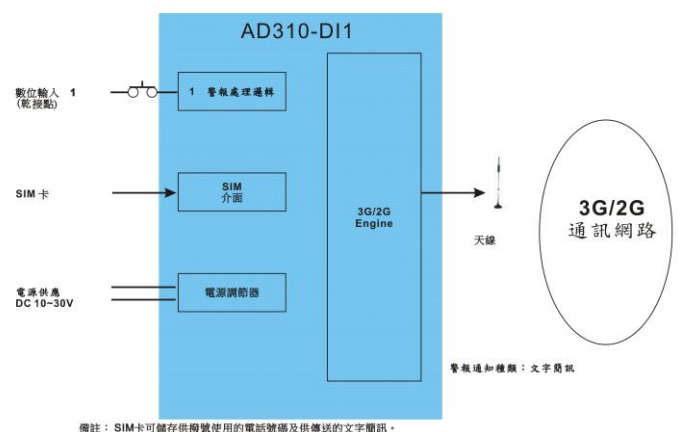 AD310-DI1
數位輸入 1
(乾接點)
1 警報處理邏輯
SIM 卡
SIM
介面
3G/2G
Engine
天線
3G/2G
通訊網路
電源供應
DC 10~30V
電源調節器
警報通知種類：文字簡訊
備註： SIM卡可儲存供撥號使用的電話號碼及供傳送的文字簡訊。